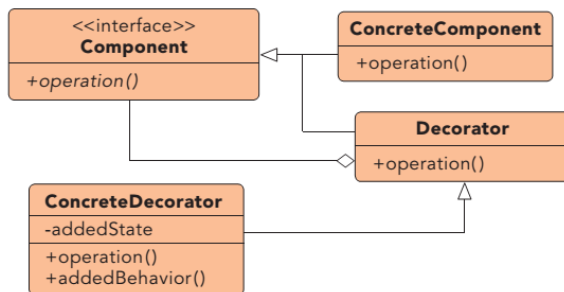 <<interface>>
Component
+operation()
ConcreteComponent
+operation()
Decorator
+operation()
ConcreteDecorator
-addedState
+operation()
+addedBehavior()